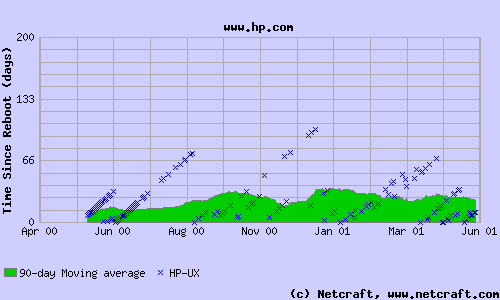 www.hp.com
Time Since Reboot (days)
200
133
66
0
Apr 00 Jun 00 Aug 00 Nov 00 Jan 01 Mar 01 Jun 01
90-day Moving average HP-UX
(c) Netcraft, www.netcraft.com